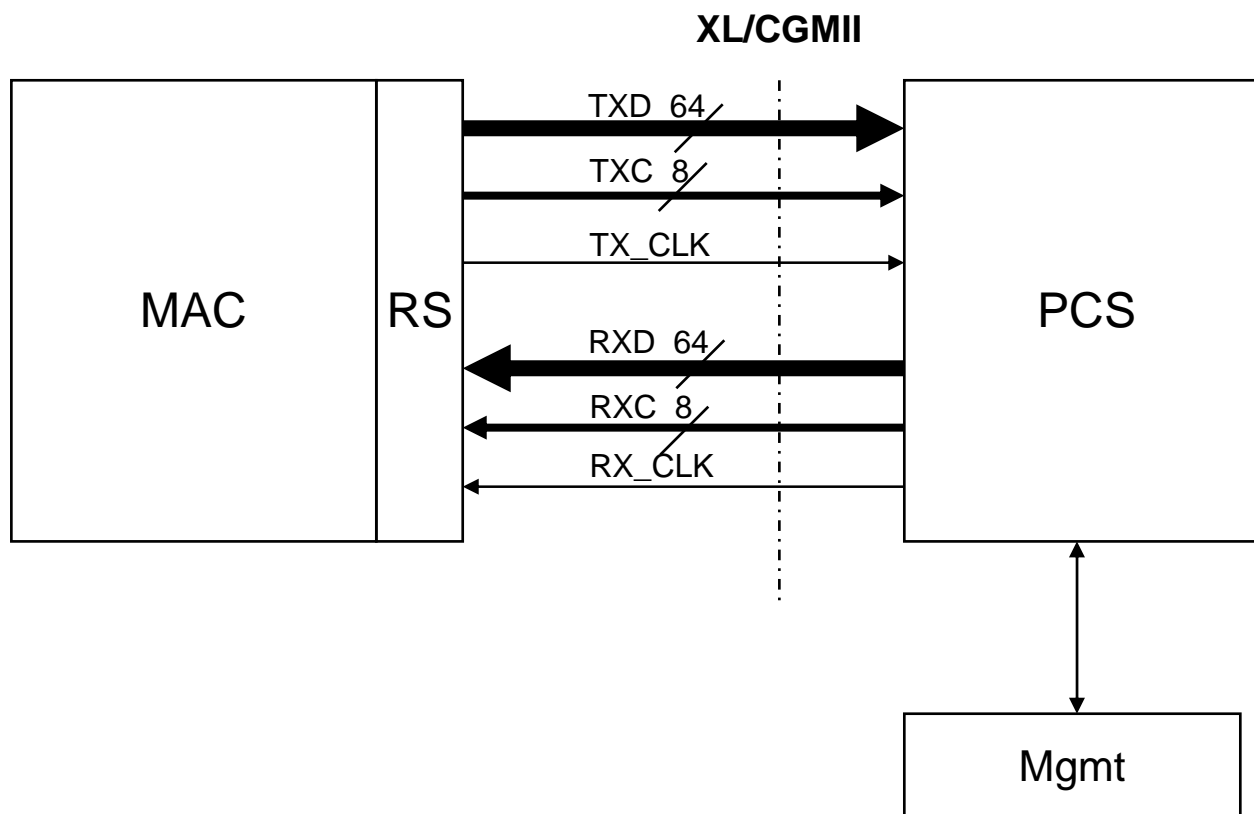 XL/CGMII
TXD 64
TXC 8
TX_CLK
MAC
RS
PCS
RXD 64
RXC 8
RX_CLK
Mgmt